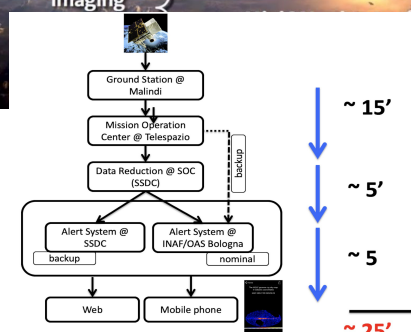 imaging
Ground Station @
Malindi
Mission Operation
Center @ Telespazio
Data Reduction @ SOC
(SSDC)
backup
Alert System @
SSDC
backup
Alert System @
INAF/OAS Bologna
nominal
Web
Mobile phone
~ 15'
~ 5'
~ 5
~ 25'